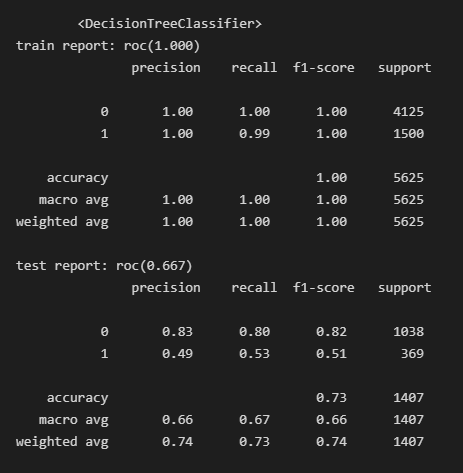 <DecisionTreeClassifier>
train report: roc(1.000)
precision recall f1-score support
0 1.00 1.00 1.00 4125
1 1.00 0.99 1.00 1500
accuracy 1.00 5625
macro avg 1.00 1.00 1.00 5625
weighted avg 1.00 1.00 1.00 5625
test report: roc(0.667)
precision recall f1-score support
0 0.83 0.80 0.82 1038
1 0.49 0.53 0.51 369
accuracy 0.73 1407
macro avg 0.66 0.67 0.66 1407
weighted avg 0.74 0.73 0.74 1407